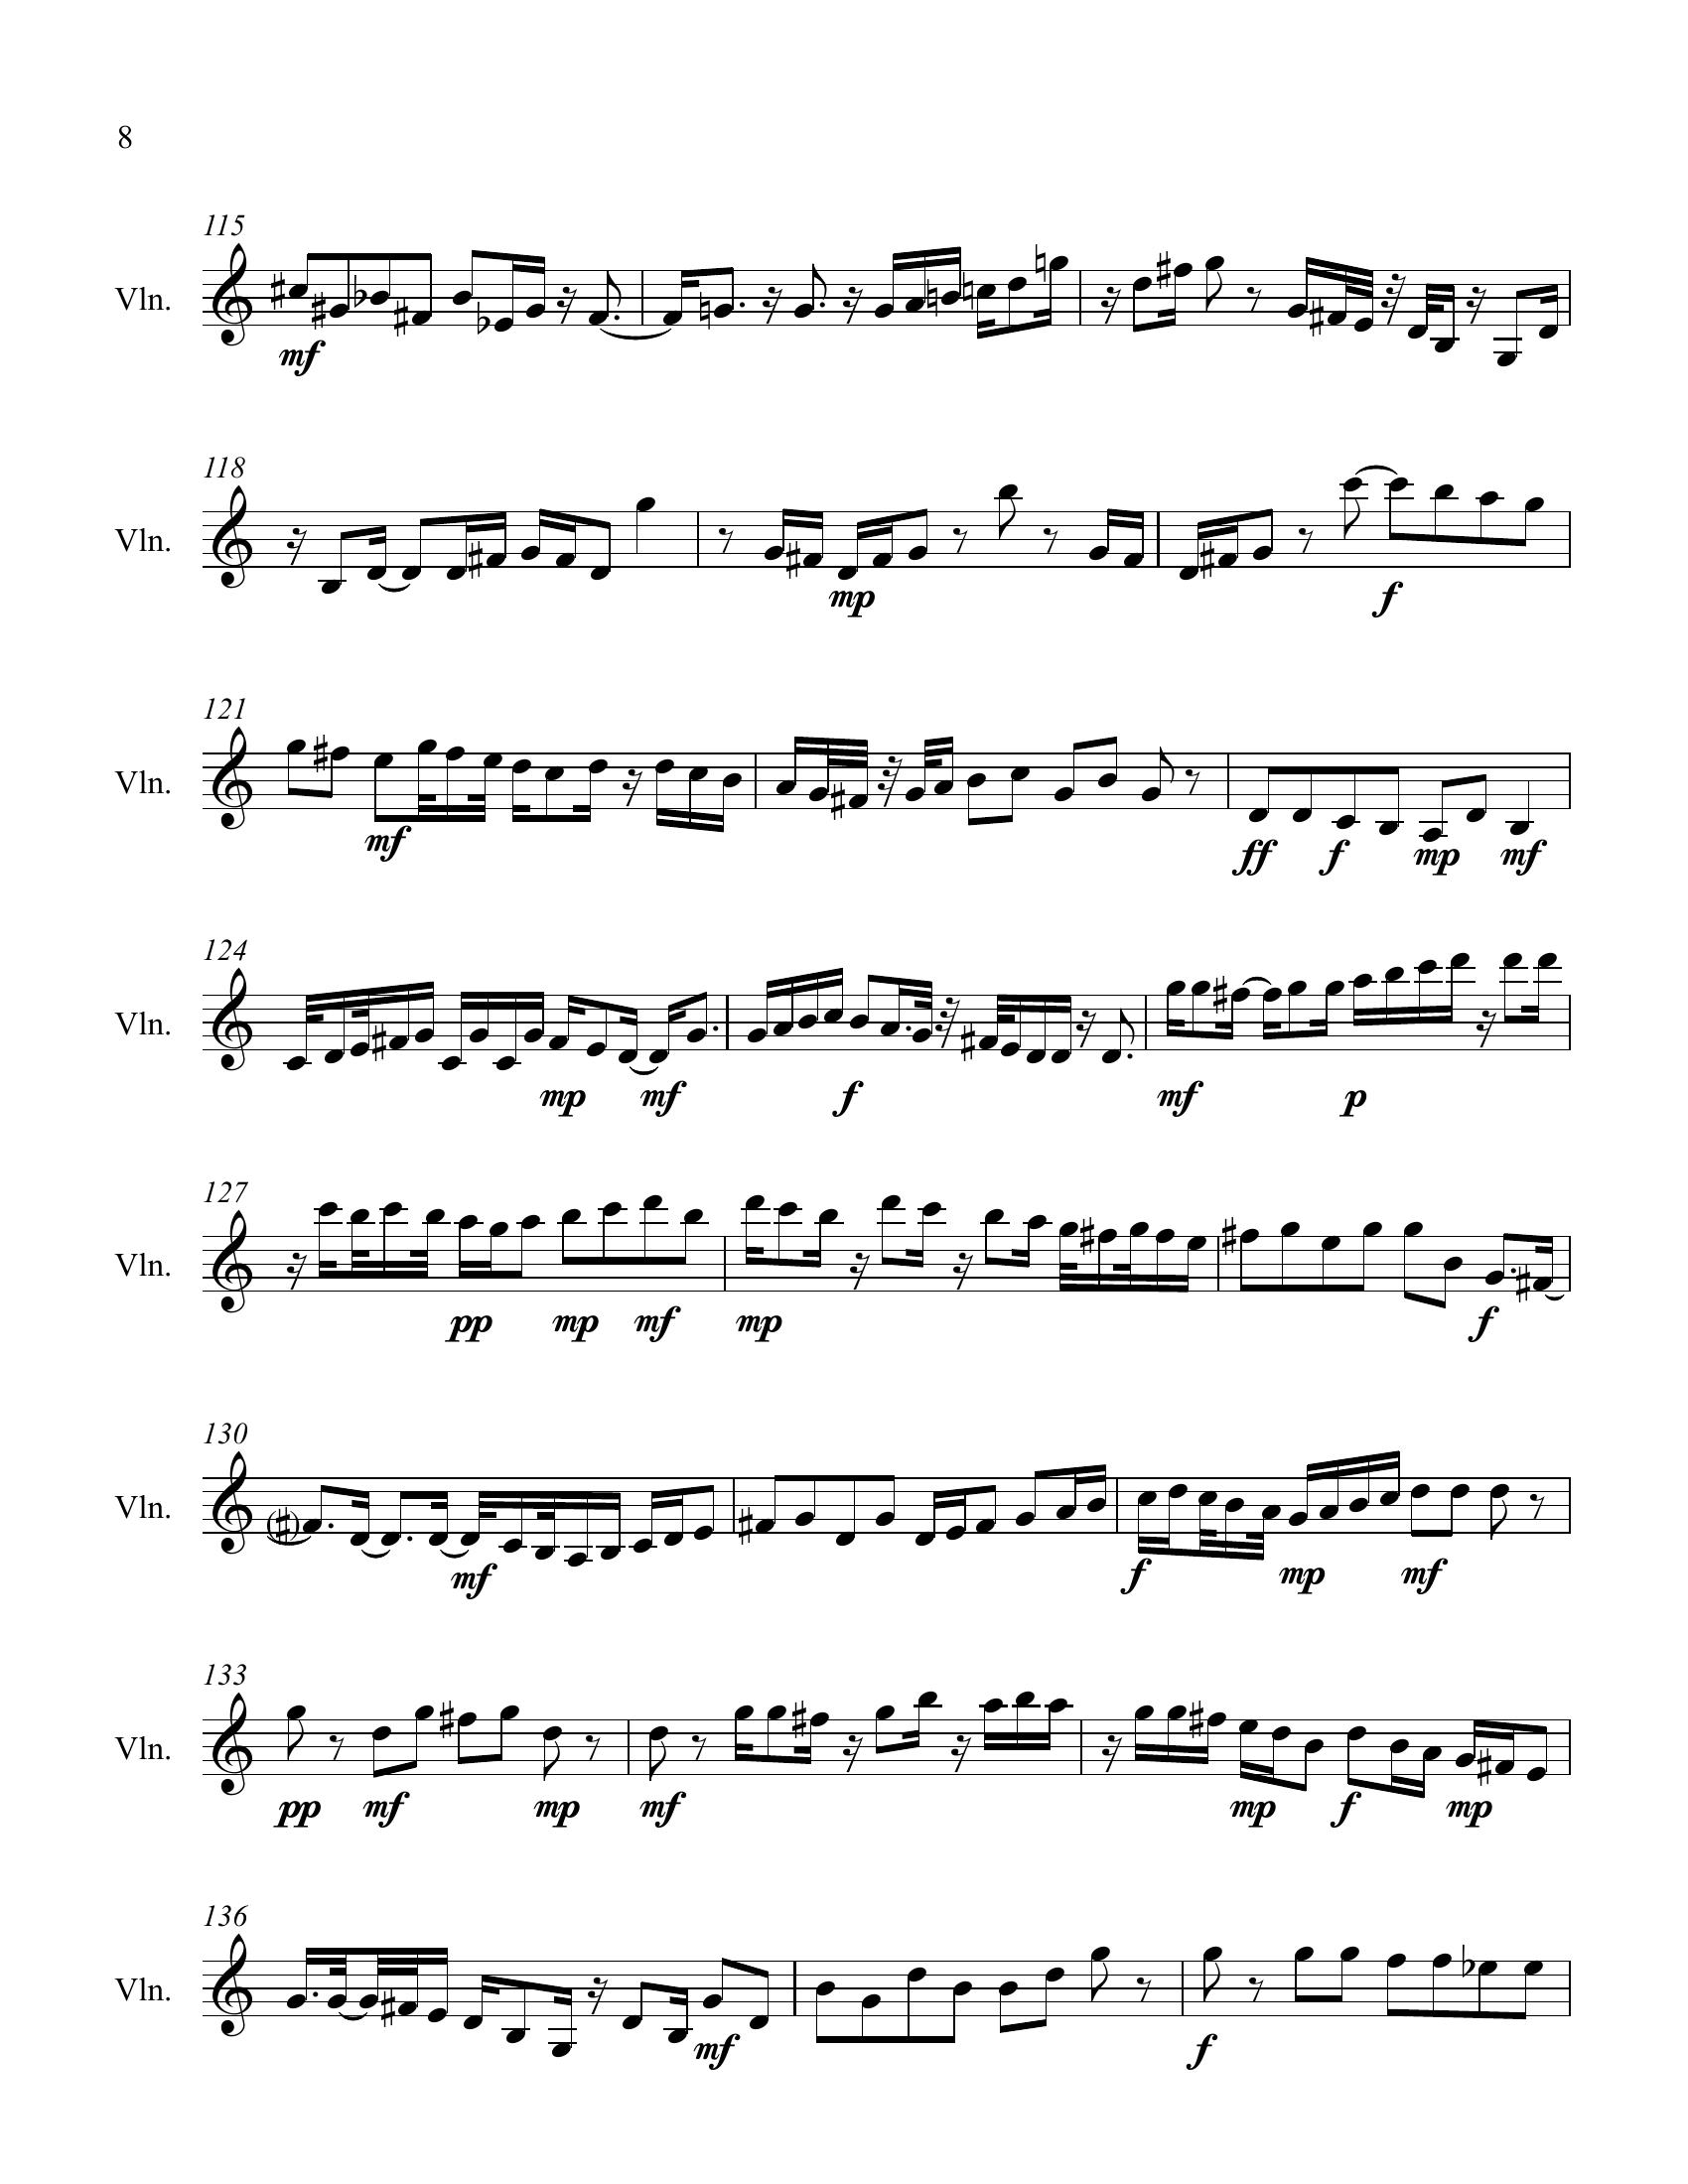 8
115
Vln.
mf
118
Vln.
mp f
121
Vln.
mf ff f mp mf
124
Vln.
mp mf f mf p
127
Vln.
pp mp mf mp f
130
Vln.
mf f mp mf
133
Vln.
pp mf mp mf mp f mp
136
Vln.
mf f